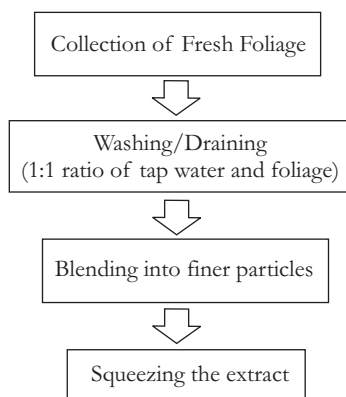 Collection of Fresh Foliage
Washing/Draining
(1:1 ratio of tap water and foliage)
Blending into finer particles
Squeezing the extract